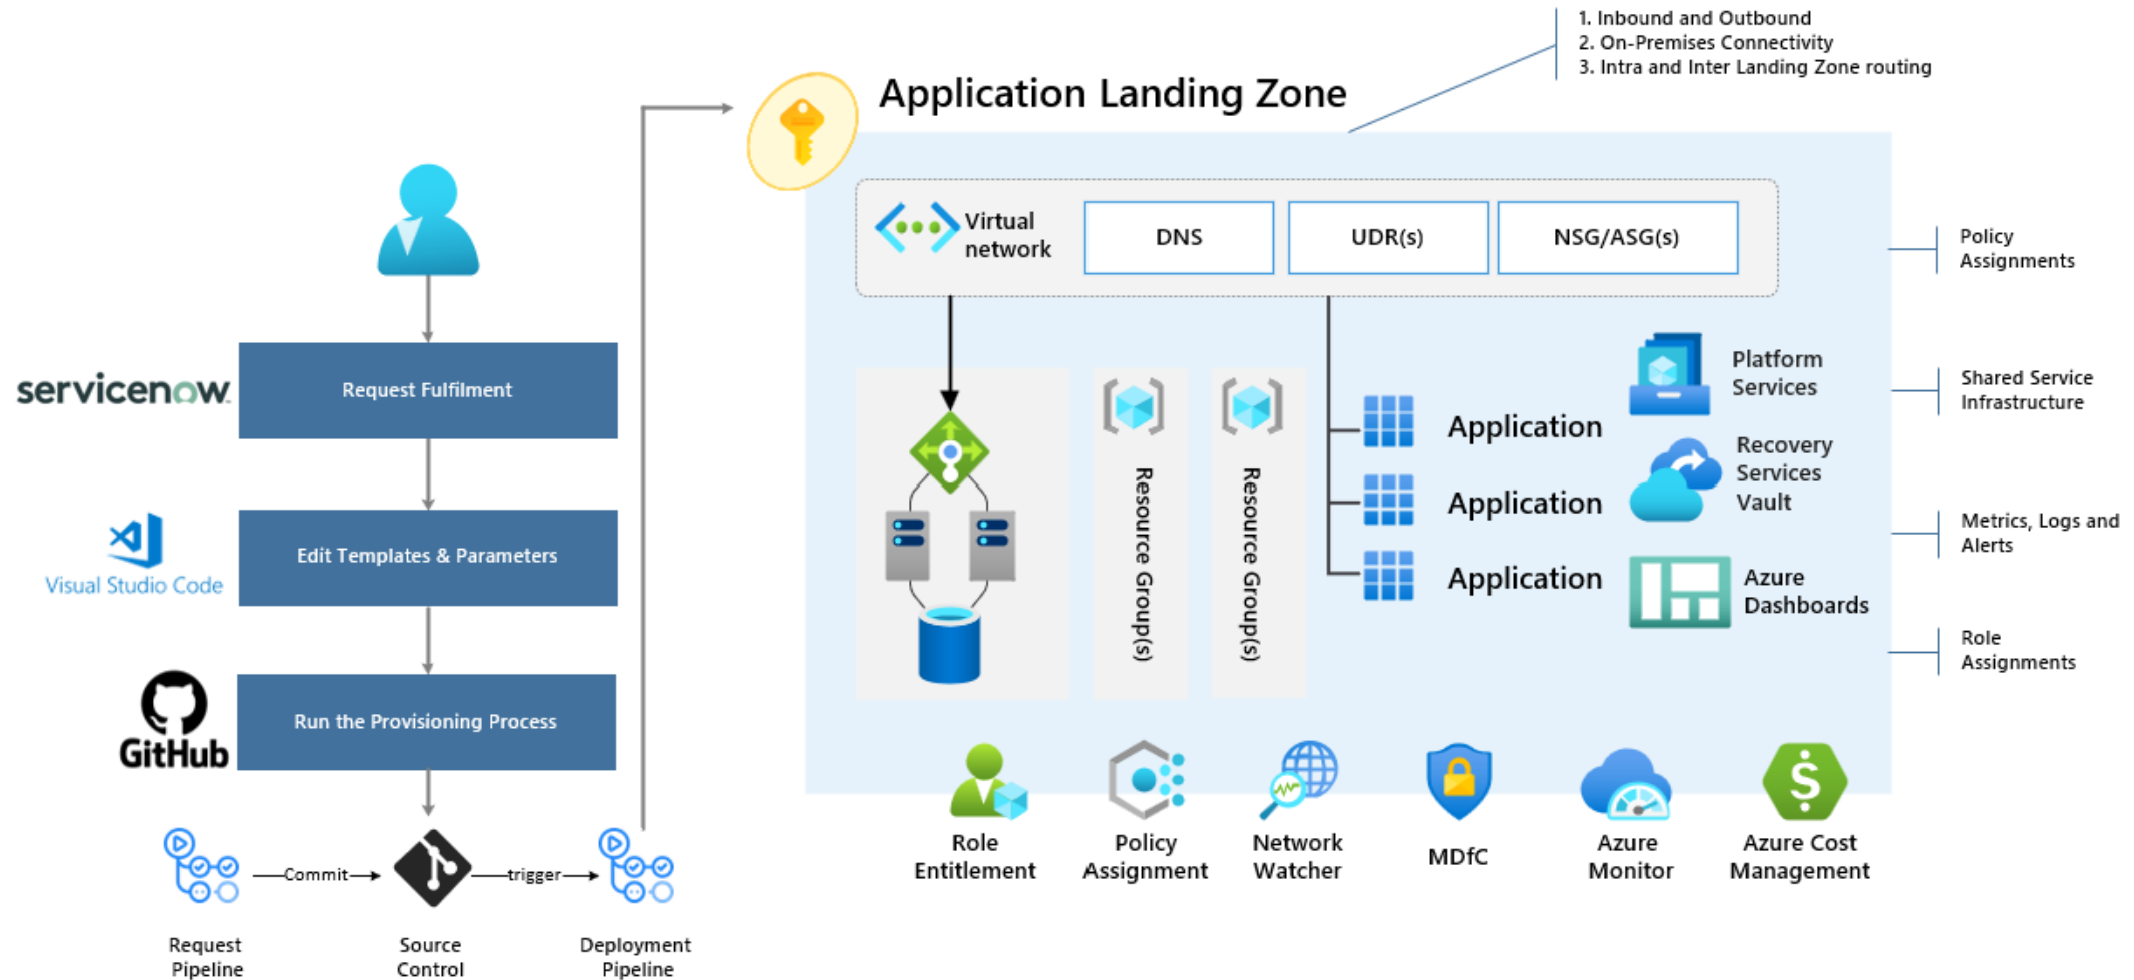 1. Inbound and Outbound
2. On-Premises Connectivity
3. Intra and Inter Landing Zone routing
Application Landing Zone
Virtual
network
DNS
UDR(s)
NSG/ASG(s)
Policy
Assignments
servicenow
Request Fulfilment
Platform
Services
Shared Service
Infrastructure
Application
Recovery
Services
Vault
Resource Group(s)
Resource Group(s)
Application
Visual Studio Code
Edit Templates & Parameters
Metrics, Logs and
Alerts
Application
Azure
Dashboards
Role
Assignments
GitHub
Run the Provisioning Process
Role
Entitlement
Policy
Assignment
Network
Watcher
MDfC
Azure
Monitor
Azure Cost
Management
Commit
trigger
Request
Pipeline
Source
Control
Deployment
Pipeline